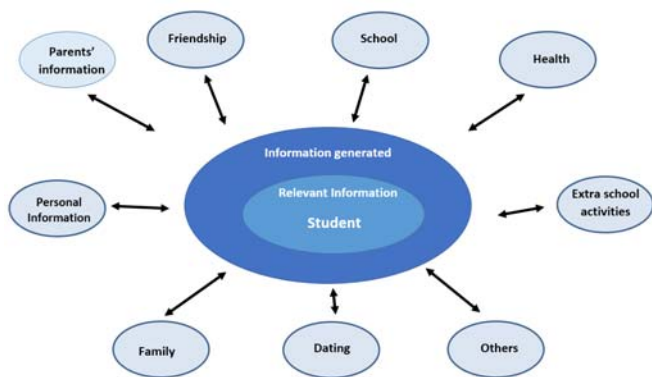 Friendship
School
Parents'
information
Health
Information generated
Relevant Information
Student
Personal
Information
Extra school
activities
Family
Dating
Others